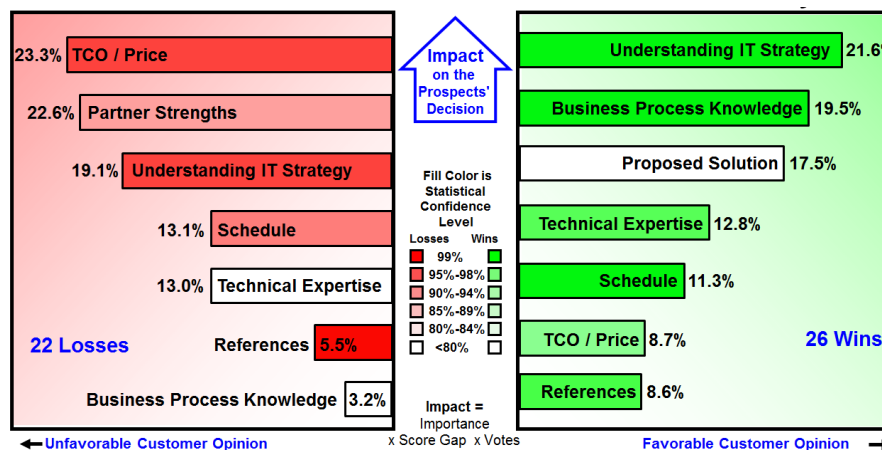 23.3% TCO / Price
22.6% Partner Strengths
19.1% Understanding IT Strategy
13.1% Schedule
13.0% Technical Expertise
22 Losses
References 5.5%
Business Process Knowledge 3.2%
Unfavorable Customer Opinion
Impact
on the
Prospects'
Decision
Fill Color is
Statistical
Confidence
Level
Losses Wins
99%
95%-98%
90%-94%
85%-89%
80%-84%
<80%
Impact =
Importance
x Score Gap x Votes
Understanding IT Strategy 21.6%
Business Process Knowledge 19.5%
Proposed Solution 17.5%
Technical Expertise 12.8%
Schedule 11.3%
TCO / Price 8.7%
26 Wins
References 8.6%
Favorable Customer Opinion